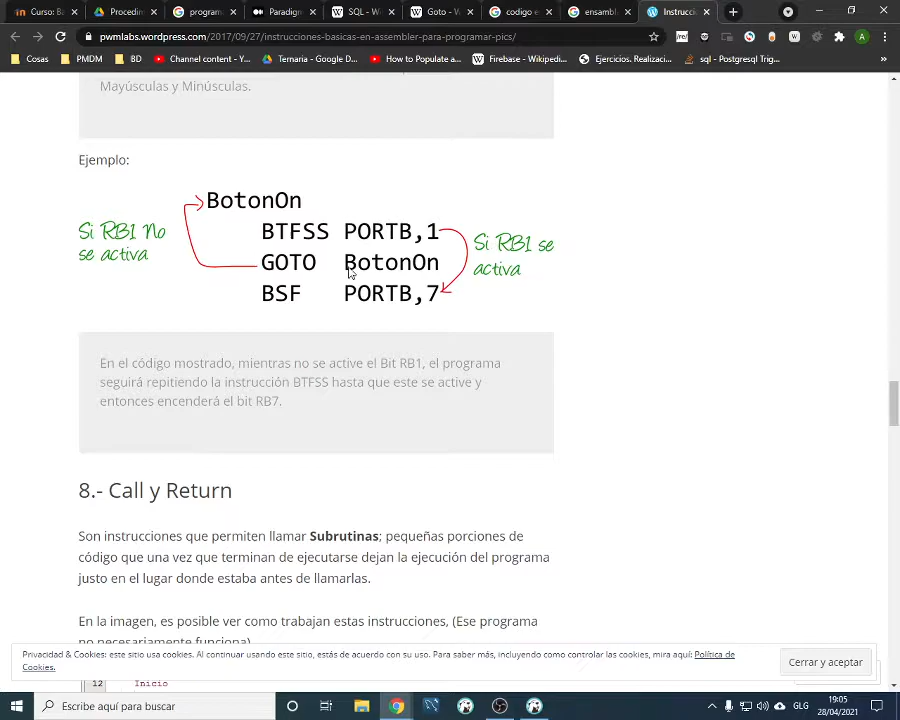 Curso: Ba
Procedim
program
Paradigm
SQL - Wi
Goto - W
codigo e
ensambl
Instrucci
pwmlabs.wordpress.com/2017/09/27/instrucciones-basicas-en-assembler-para-programar-pics/
Cosas
PMDM
BD
Channel content - Y...
Ternaria - Google D...
How to Populate a...
Firebase - Wikipedi...
Ejercicios. Realizaci...
sql - Postgresql Trig...
Mayúsculas y Minúsculas.
Ejemplo:
BotonOn
Si RB1 No
se activa
BTFSS PORTB,1
GOTO BotonOn
BSF PORTB,7
Si RB1 se
activa
En el código mostrado, mientras no se active el Bit RB1, el programa
seguirá repitiendo la instrucción BTFSS hasta que este se active y
entonces encenderá el bit RB7.
8.- Call y Return
Son instrucciones que permiten llamar Subrutinas; pequeñas porciones de
código que una vez que terminan de ejecutarse dejan la ejecución del programa
justo en el lugar donde estaba antes de llamarlas.
En la imagen, es posible ver como trabajan estas instrucciones, (Ese programa
no necesariamente funciona)
Privacidad & Cookies: este sitio usa cookies. Al continuar usando este sitio, estás de acuerdo con su uso. Para saber más, incluyendo como controlar las cookies, mira aquí: Política de
Cookies.
Cerrar y aceptar
12 Inicio
Escribe aquí para buscar
GLG
19:05
28/04/2021